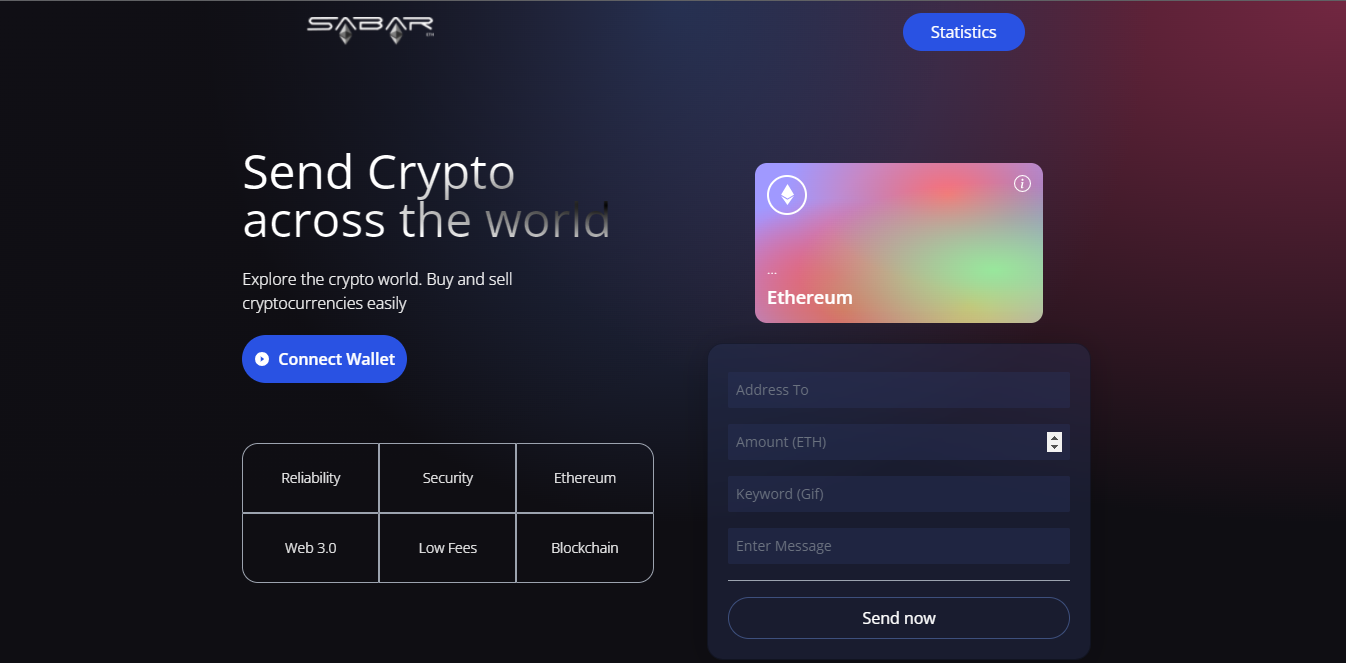 SABAR
ETH
Statistics
Send Crypto
across the world
Explore the crypto world. Buy and sell
cryptocurrencies easily
Connect Wallet
Reliability
Security
Ethereum
Web 3.0
Low Fees
Blockchain
...
Ethereum
Address To
Amount (ETH)
Keyword (Gif)
Enter Message
Send now